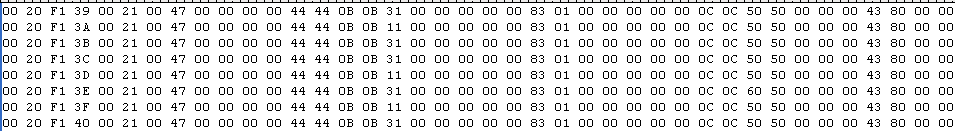 00 20 F1 39 00 21 00 47 00 00 00 00 44 44 0B 0B 31 00 00 00 00 00 83 01 00 00 00 00 00 0C 0C 50 50 00 00 00 43 80 00 00
00 20 F1 3A 00 21 00 47 00 00 00 00 44 44 0B 0B 11 00 00 00 00 00 83 01 00 00 00 00 00 0C 0C 50 50 00 00 00 43 80 00 00
00 20 F1 3B 00 21 00 47 00 00 00 00 44 44 0B 0B 31 00 00 00 00 00 83 01 00 00 00 00 00 0C 0C 50 50 00 00 00 43 80 00 00
00 20 F1 3C 00 21 00 47 00 00 00 00 44 44 0B 0B 31 00 00 00 00 00 83 01 00 00 00 00 00 0C 0C 50 50 00 00 00 43 80 00 00
00 20 F1 3D 00 21 00 47 00 00 00 00 44 44 0B 0B 11 00 00 00 00 00 83 01 00 00 00 00 00 0C 0C 50 50 00 00 00 43 80 00 00
00 20 F1 3E 00 21 00 47 00 00 00 00 44 44 0B 0B 31 00 00 00 00 00 83 01 00 00 00 00 00 0C 0C 60 50 00 00 00 43 80 00 00
00 20 F1 3F 00 21 00 47 00 00 00 00 44 44 0B 0B 11 00 00 00 00 00 83 01 00 00 00 00 00 0C 0C 50 50 00 00 00 43 80 00 00
00 20 F1 40 00 21 00 47 00 00 00 00 44 44 0B 0B 31 00 00 00 00 00 83 01 00 00 00 00 00 0C 0C 50 50 00 00 00 43 80 00 00